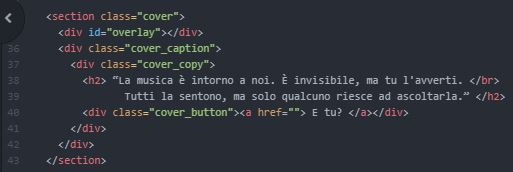 <section class="cover">
<div id="overlay"></div>
36 <div class="cover_caption">
37 <div class="cover_copy">
38 <h2> “La musica è intorno a noi. È invisibile, ma tu l'avverti. </br>
39 Tutti la sentono, ma solo qualcuno riesce ad ascoltarla.” </h2>
40 <div class="cover_button"><a href=""> E tu? </a></div>
41 </div>
42 </div>
43 </section>